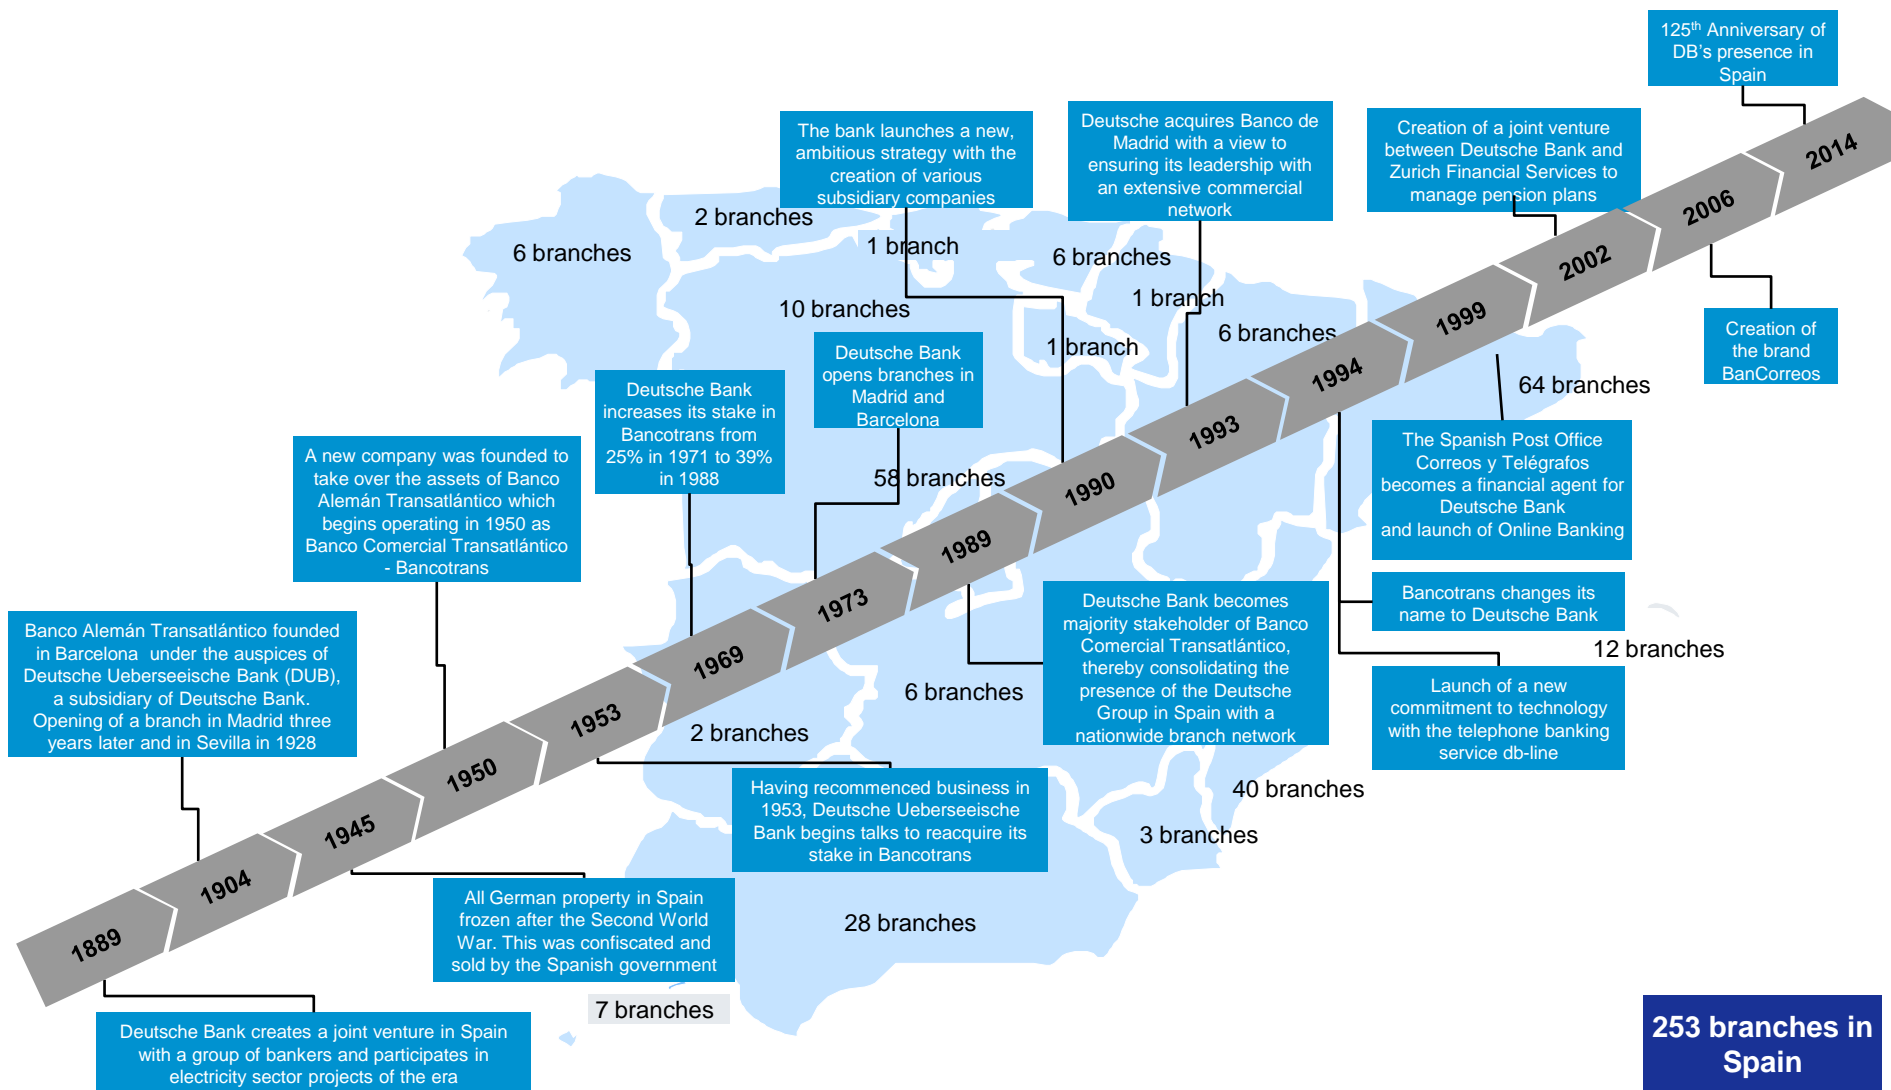 125th Anniversary of
DB's presence in
Spain
The bank launches a new,
ambitious strategy with the
creation of various
subsidiary companies
Deutsche acquires Banco de
Madrid with a view to
ensuring its leadership with
an extensive commercial
network
Creation of a joint venture
between Deutsche Bank and
Zurich Financial Services to
manage pension plans
2014
2006
2002
1999
1994
1993
1990
1989
1973
1969
1953
1950
1945
1904
1889
2 branches
6 branches
1 branch
6 branches
10 branches
1 branch
1 branch
6 branches
64 branches
58 branches
12 branches
6 branches
2 branches
40 branches
3 branches
28 branches
7 branches
Creation of
the brand
BanCorreos
Deutsche Bank
opens branches in
Madrid and
Barcelona
Deutsche Bank
increases its stake in
Bancotrans from
25% in 1971 to 39%
in 1988
A new company was founded to
take over the assets of Banco
Alemán Transatlántico which
begins operating in 1950 as
Banco Comercial Transatlántico
- Bancotrans
The Spanish Post Office
Correos y Telégrafos
becomes a financial agent for
Deutsche Bank
and launch of Online Banking
Bancotrans changes its
name to Deutsche Bank
Banco Alemán Transatlántico founded
in Barcelona under the auspices of
Deutsche Ueberseeische Bank (DUB),
a subsidiary of Deutsche Bank.
Opening of a branch in Madrid three
years later and in Sevilla in 1928
Deutsche Bank becomes
majority stakeholder of Banco
Comercial Transatlántico,
thereby consolidating the
presence of the Deutsche
Group in Spain with a
nationwide branch network
Launch of a new
commitment to technology
with the telephone banking
service db-line
Having recommenced business in
1953, Deutsche Ueberseeische
Bank begins talks to reacquire its
stake in Bancotrans
All German property in Spain
frozen after the Second World
War. This was confiscated and
sold by the Spanish government
Deutsche Bank creates a joint venture in Spain
with a group of bankers and participates in
electricity sector projects of the era
253 branches in
Spain